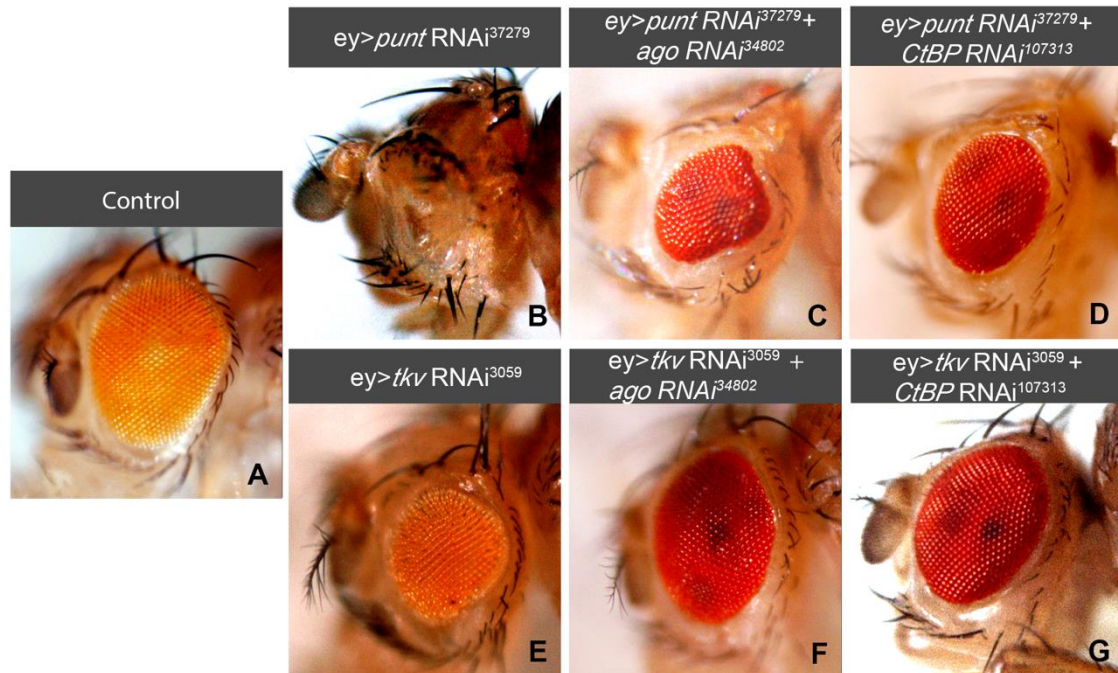 Control
A
ey>punt RNAi³⁷²⁷⁹
B
ey>punt RNAi³⁷²⁷⁹+
ago RNAi³⁴⁸⁰²
C
ey>punt RNAi³⁷²⁷⁹+
CtBP RNAi¹⁰⁷³¹³
D
ey>tkv RNAi³⁰⁵⁹
E
ey>tkv RNAi³⁰⁵⁹ +
ago RNAi³⁴⁸⁰²
F
ey>tkv RNAi³⁰⁵⁹ +
CtBP RNAi¹⁰⁷³¹³
G